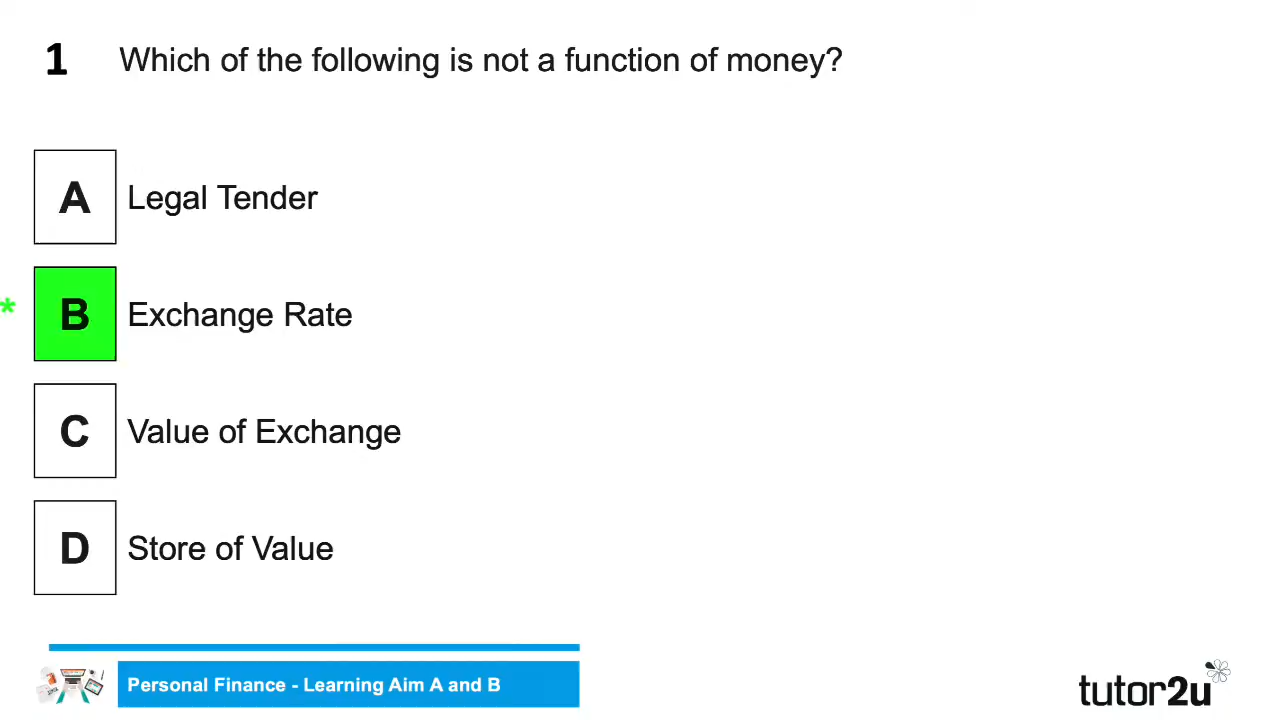 1 Which of the following is not a function of money?
A Legal Tender
* B Exchange Rate
C Value of Exchange
D Store of Value
Personal Finance - Learning Aim A and B
tutor2u